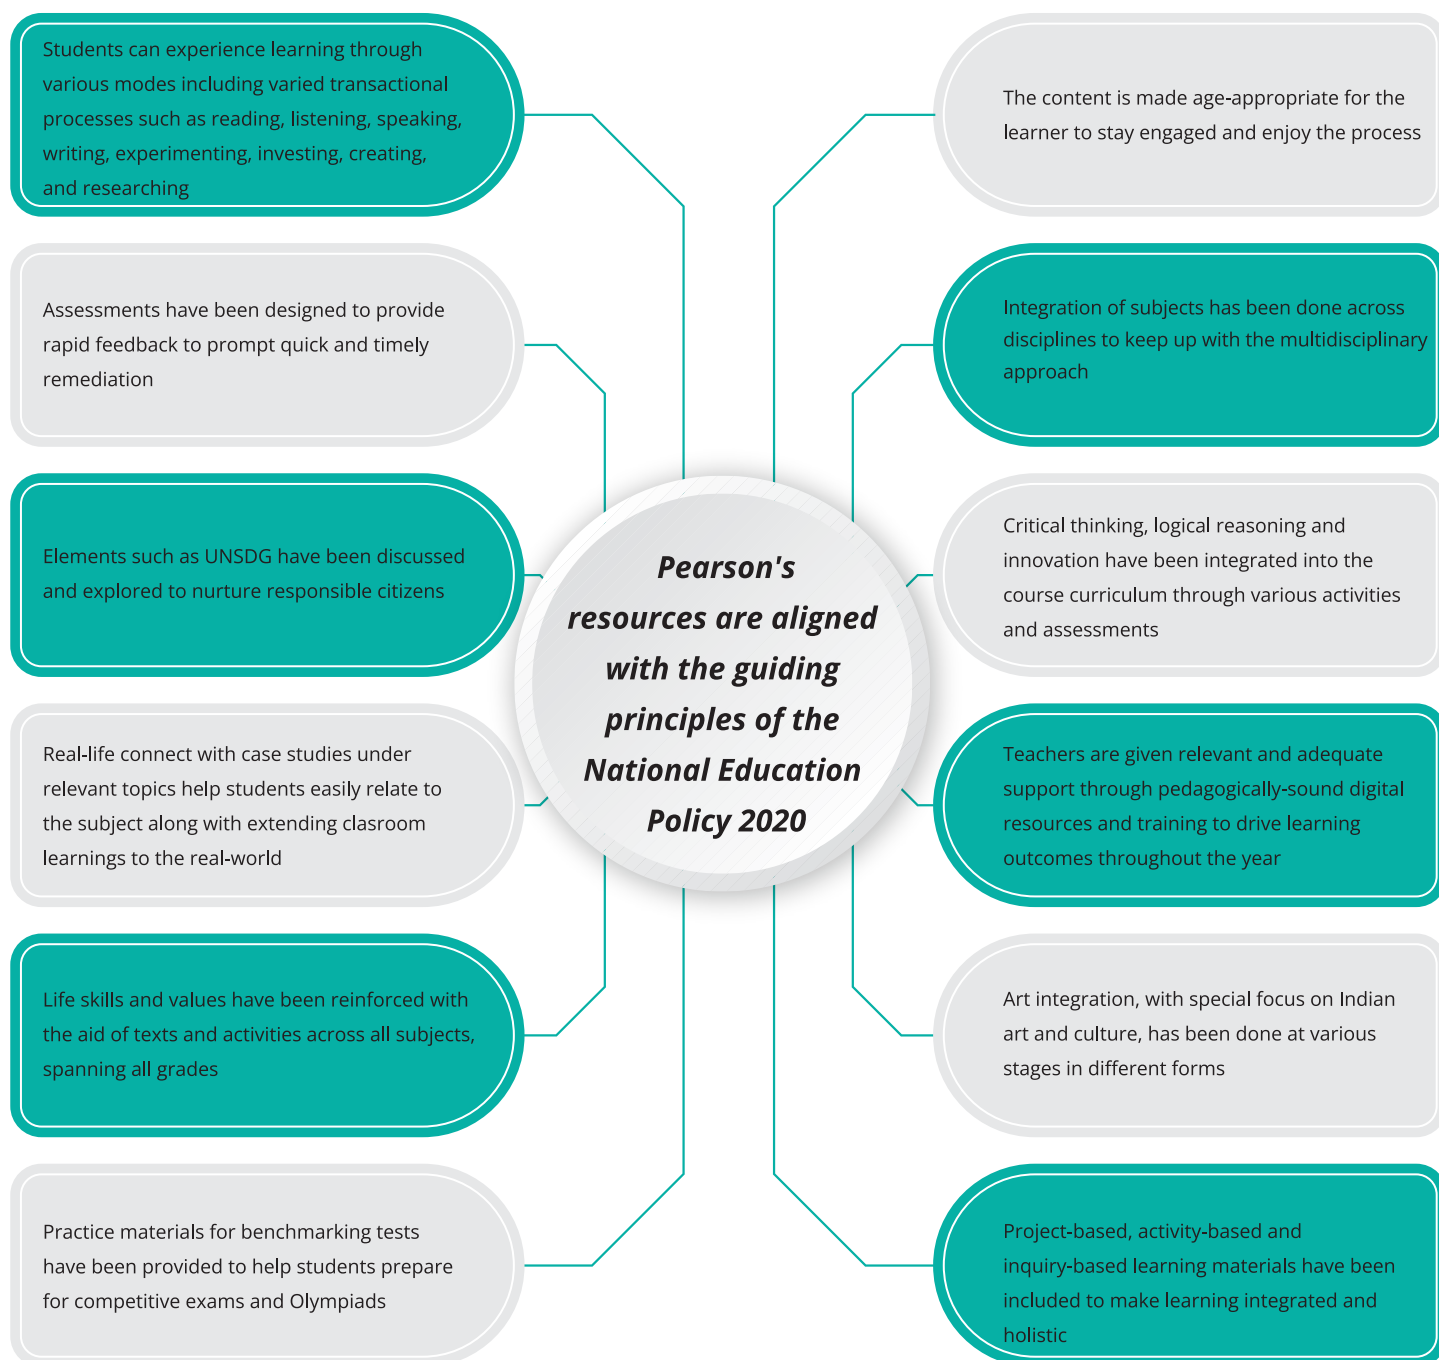 Students can experience learning through
various modes including varied transactional
processes such as reading, listening, speaking,
writing, experimenting, investing, creating,
and researching
Assessments have been designed to provide
rapid feedback to prompt quick and timely
remediation
Elements such as UNSDG have been discussed
and explored to nurture responsible citizens
Real-life connect with case studies under
relevant topics help students easily relate to
the subject along with extending clasroom
learnings to the real-world
Life skills and values have been reinforced with
the aid of texts and activities across all subjects,
spanning all grades
Practice materials for benchmarking tests
have been provided to help students prepare
for competitive exams and Olympiads
Pearson's
resources are aligned
with the guiding
principles of the
National Education
Policy 2020
The content is made age-appropriate for the
learner to stay engaged and enjoy the process
Integration of subjects has been done across
disciplines to keep up with the multidisciplinary
approach
Critical thinking, logical reasoning and
innovation have been integrated into the
course curriculum through various activities
and assessments
Teachers are given relevant and adequate
support through pedagogically-sound digital
resources and training to drive learning
outcomes throughout the year
Art integration, with special focus on Indian
art and culture, has been done at various
stages in different forms
Project-based, activity-based and
inquiry-based learning materials have been
included to make learning integrated and
holistic